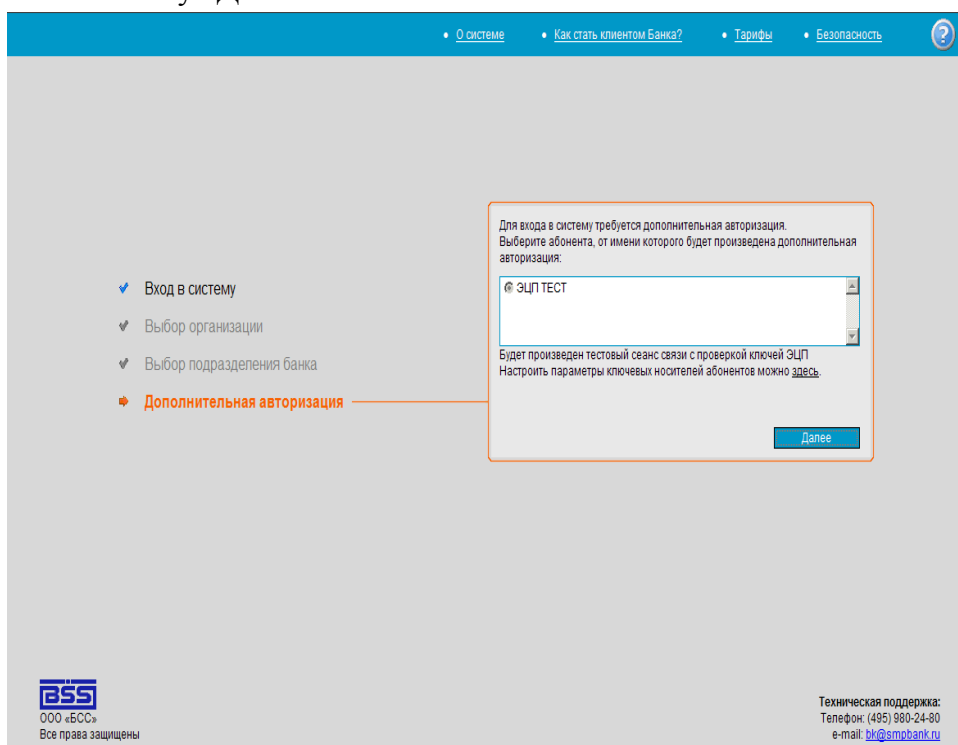 О системе
Как стать клиентом Банка?
Тарифы
Безопасность
?
Для входа в систему требуется дополнительная авторизация.
Выберите абонента, от имени которого будет произведена дополнительная
авторизация:
ЭЦП ТЕСТ
Будет произведен тестовый сеанс связи с проверкой ключей ЭЦП
Настроить параметры ключевых носителей абонентов можно здесь.
Далее
Вход в систему
Выбор организации
Выбор подразделения банка
Дополнительная авторизация
BSS
ООО «БСС»
Все права защищены
Техническая поддержка:
Телефон: (495) 980-24-80
e-mail: bk@smpbank.ru